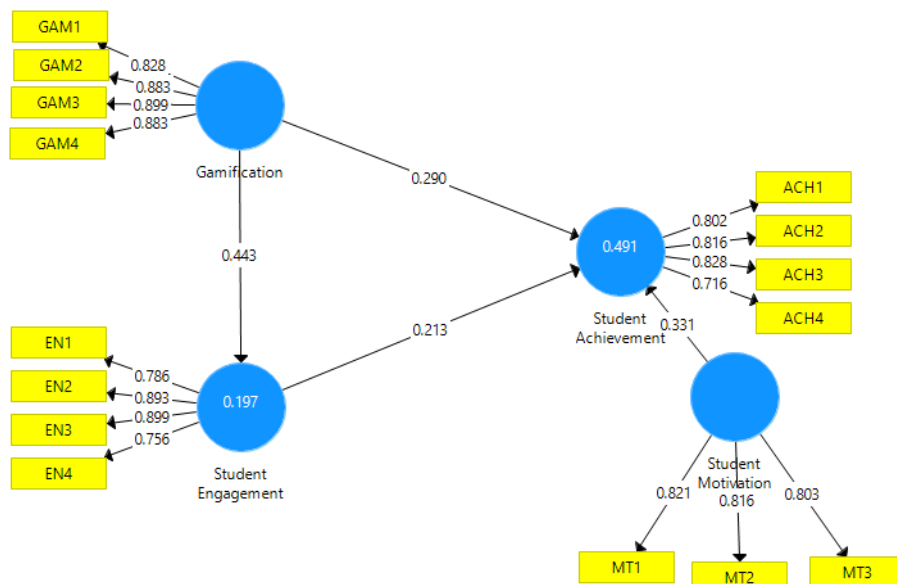 GAM1
GAM2
GAM3
GAM4
0.828
0.883
0.899
0.883
Gamification
0.290
0.443
ACH1
ACH2
ACH3
ACH4
0.802
0.816
0.828
0.716
0.491
Student
Achievement
0.213
0.331
EN1
EN2
EN3
EN4
0.786
0.893
0.899
0.756
0.197
Student
Engagement
Student
Motivation
0.821
0.816
0.803
MT1
MT2
MT3